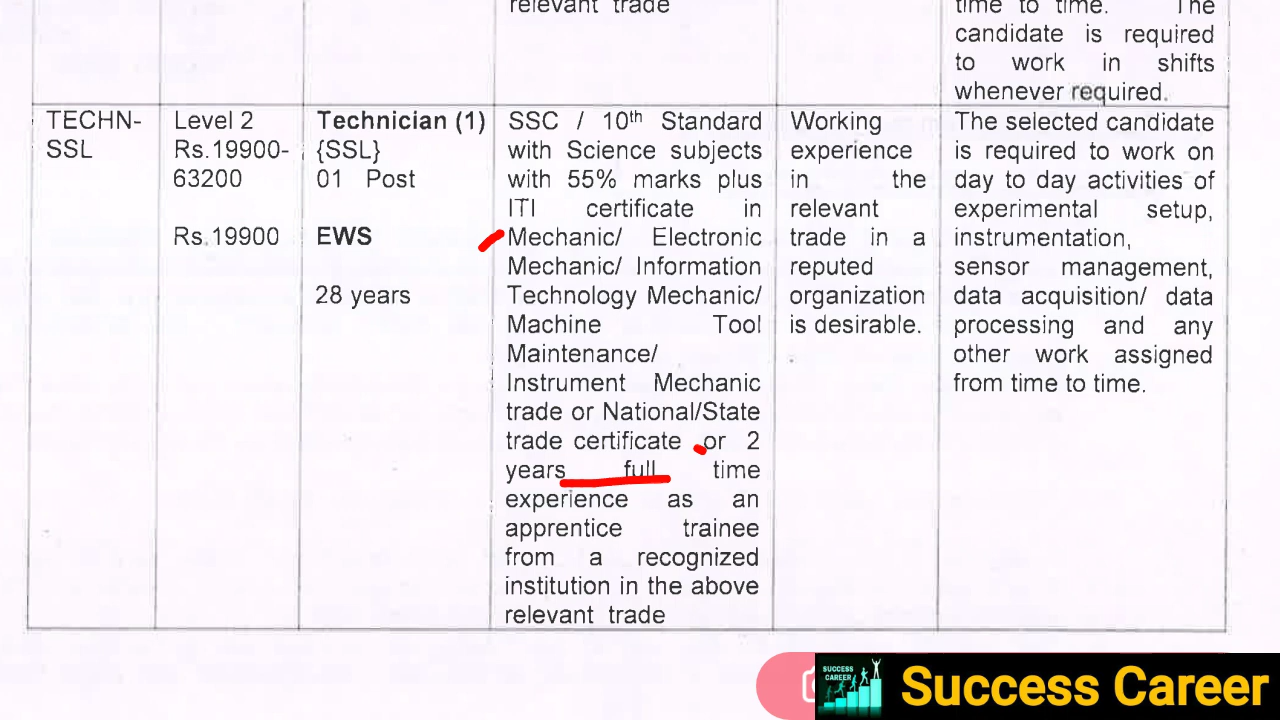 relevant trade
time to time. The
candidate is required
to work in shifts
whenever required.
TECHN-
SSL
Level 2
Rs.19900-
63200
Rs.19900
Technician (1)
{SSL}
01 Post
EWS
28 years
SSC / 10th Standard
with Science subjects
with 55% marks plus
ITI certificate in
Mechanic/ Electronic
Mechanic/ Information
Technology Mechanic/
Machine Tool
Maintenance/
Instrument Mechanic
trade or National/State
trade certificate or 2
years full time
experience as an
apprentice trainee
from a recognized
institution in the above
relevant trade
Working
experience
in the
relevant
trade in a
reputed
organization
is desirable.
The selected candidate
is required to work on
day to day activities of
experimental setup,
instrumentation,
sensor management,
data acquisition/ data
processing and any
other work assigned
from time to time.
SUCCESS
CAREER
Success Career